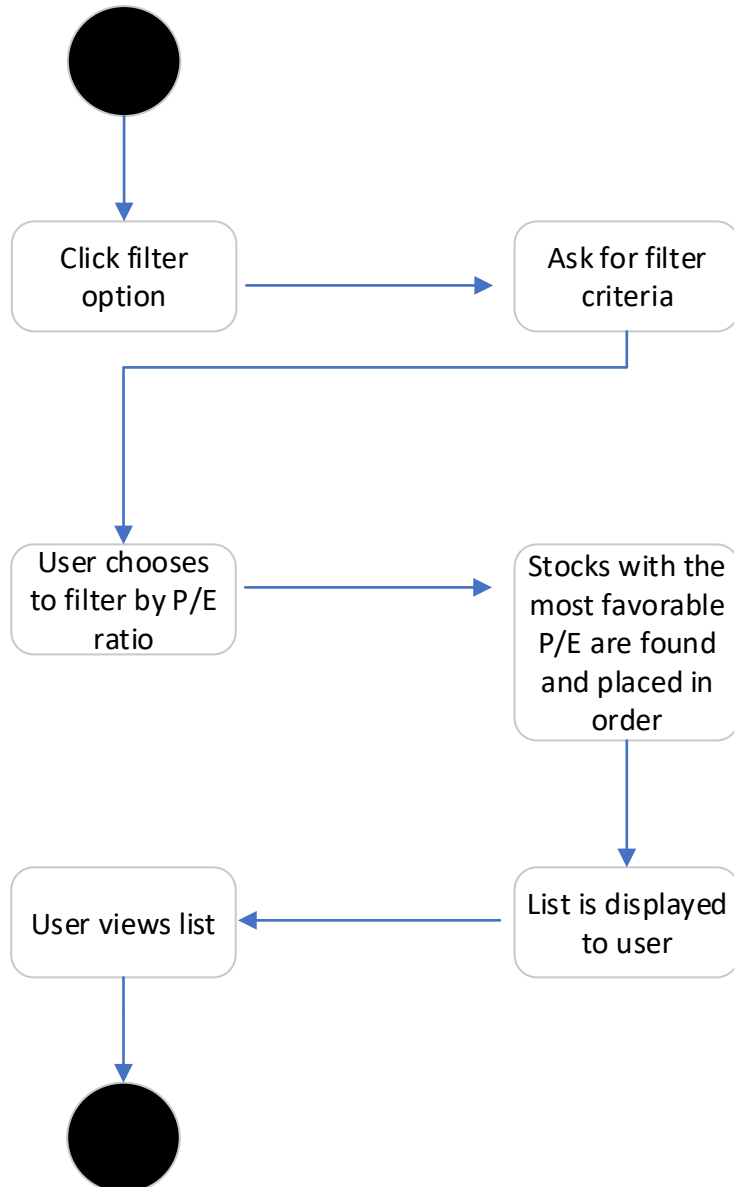 Click filter
option
Ask for filter
criteria
User chooses
to filter by P/E
ratio
Stocks with the
most favorable
P/E are found
and placed in
order
User views list
List is displayed
to user